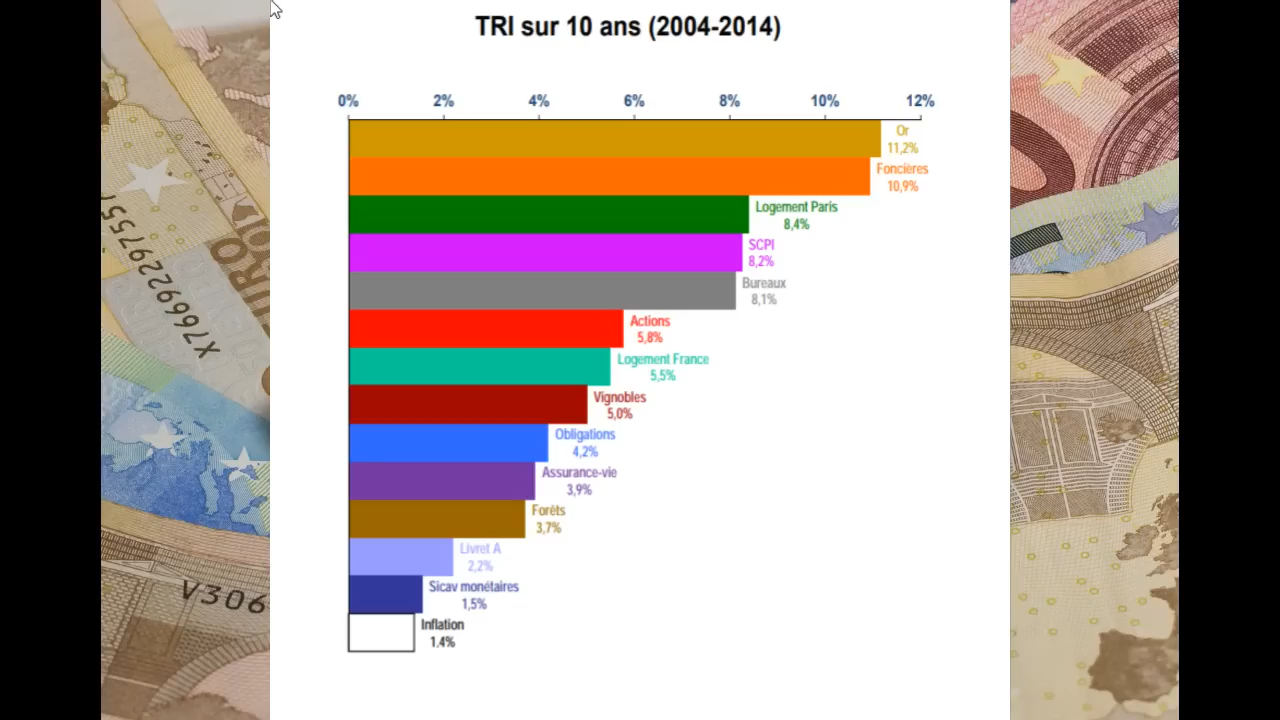 TRI sur 10 ans (2004-2014)
0% 2% 4% 6% 8% 10% 12%
Or
11,2%
Foncières
10,9%
Logement Paris
8,4%
SCPI
8,2%
Bureaux
8,1%
Actions
5,8%
Logement France
5,5%
Vignobles
5,0%
Obligations
4,2%
Assurance-vie
3,9%
Forêts
3,7%
Livret A
2,2%
Sicav monétaires
1,5%
Inflation
1,4%
X76692297557
EURO
V306